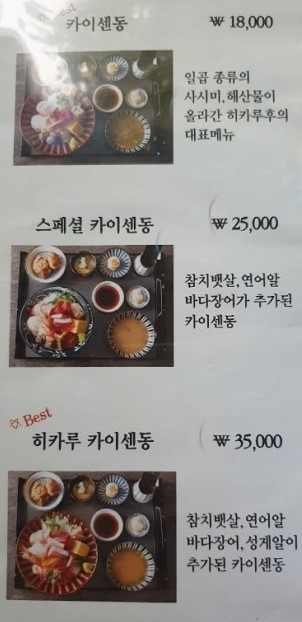 Best
카이센동 ₩ 18,000
일곱 종류의
사시미, 해산물이
올라간 히카루후의
대표메뉴
스페셜 카이센동 ₩ 25,000
참치뱃살, 연어알
바다장어가 추가된
카이센동
Best
히카루 카이센동 ₩ 35,000
참치뱃살, 연어알
바다장어, 성게알이
추가된 카이센동